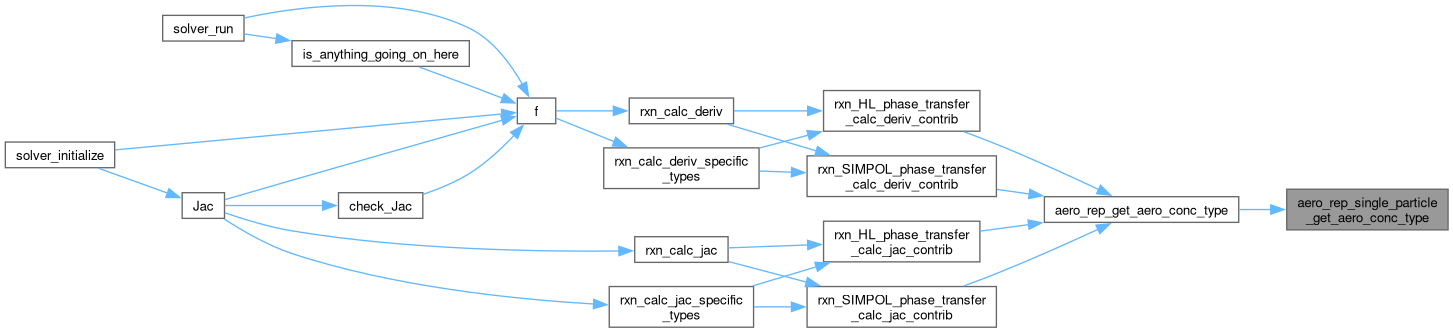 solver_run
is_anything_going_on_here
f
solver_initialize
Jac
check_Jac
rxn_calc_deriv
rxn_calc_deriv_specific
_types
rxn_calc_jac
rxn_calc_jac_specific
_types
rxn_HL_phase_transfer
_calc_deriv_contrib
rxn_SIMPOL_phase_transfer
_calc_deriv_contrib
rxn_HL_phase_transfer
_calc_jac_contrib
rxn_SIMPOL_phase_transfer
_calc_jac_contrib
aero_rep_get_aero_conc_type
aero_rep_single_particle
_get_aero_conc_type